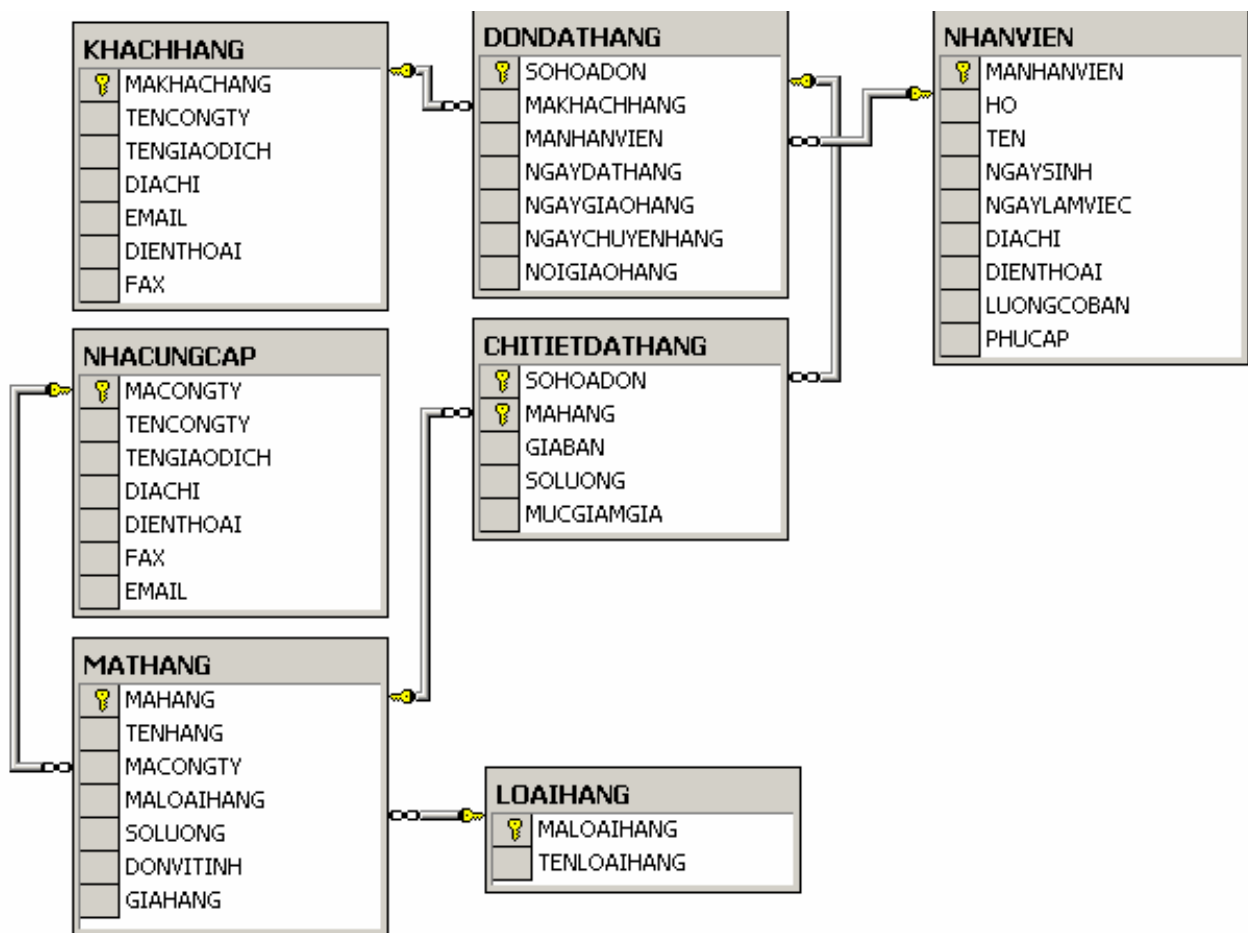 KHACHHANG
MAKHACHANG
TENCONGTY
TENGIAODICH
DIACHI
EMAIL
DIENTHOAI
FAX
DONDATHANG
SOHOADON
MAKHACHHANG
MANHANVIEN
NGAYDATHANG
NGAYGIAOHANG
NGAYCHUYENHANG
NOIGIAOHANG
NHANVIEN
MANHANVIEN
HO
TEN
NGAYSINH
NGAYLAMVIEC
DIACHI
DIENTHOAI
LUONGCOBAN
PHUCAP
NHACUNGCAP
MACONGTY
TENCONGTY
TENGIAODICH
DIACHI
DIENTHOAI
FAX
EMAIL
CHITIETDATHANG
SOHOADON
MAHANG
GIABAN
SOLUONG
MUCGIAMGIA
MATHANG
MAHANG
TENHANG
MACONGTY
MALOAIHANG
SOLUONG
DONVITINH
GIAHANG
LOAIHANG
MALOAIHANG
TENLOAIHANG